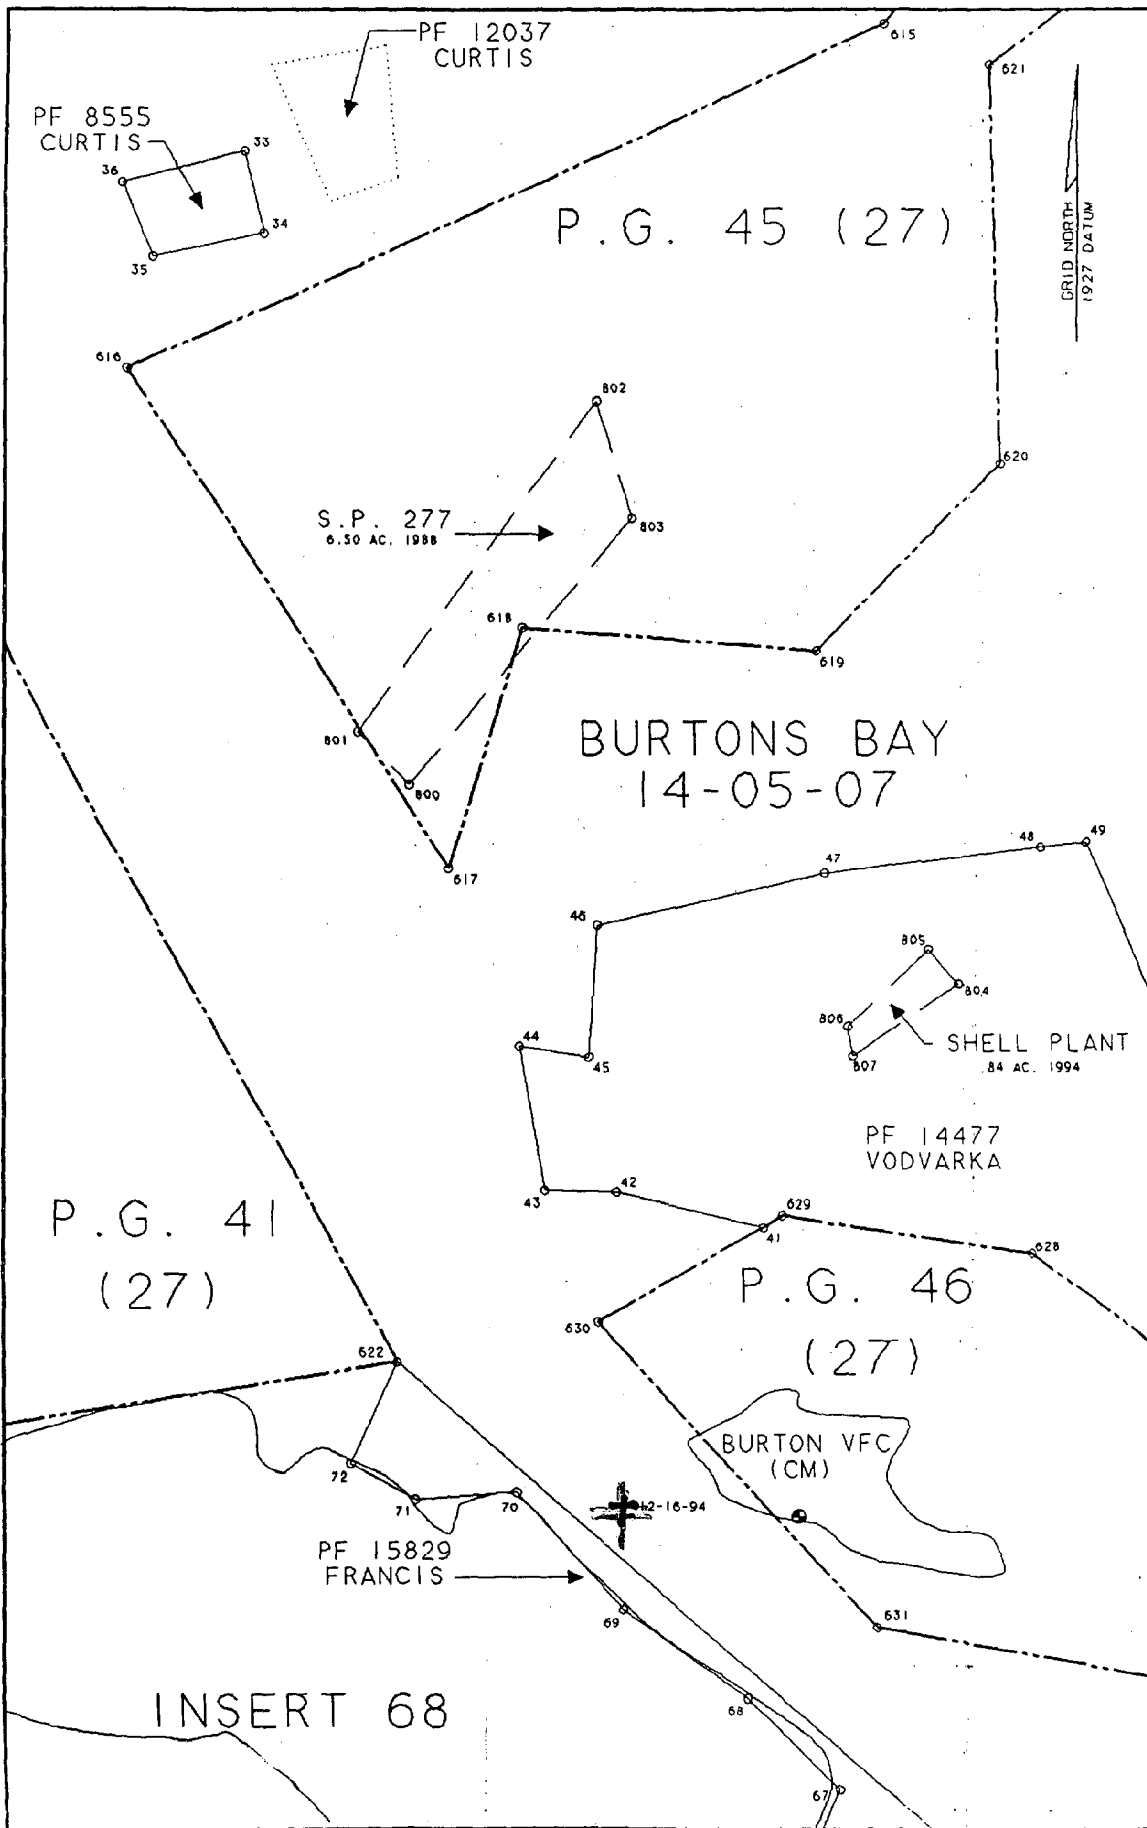 PF 12037
CURTIS
615
621
PF 8555
CURTIS
33
36
34
35
P.G. 45 (27)
GRID NORTH
1927 DATUM
616
802
620
S.P. 277
6.50 AC. 1988
803
618
619
801
800
BURTONS BAY
14-05-07
617
48
49
47
46
805
804
806
44
45
807
SHELL PLANT
.84 AC. 1994
PF 14477
VODVARKA
43
42
629
41
628
P.G. 41
(27)
P.G. 46
(27)
630
622
BURTON VFC
(CM)
72
71
70
12-16-94
PF 15829
FRANCIS
69
631
INSERT 68
68
67